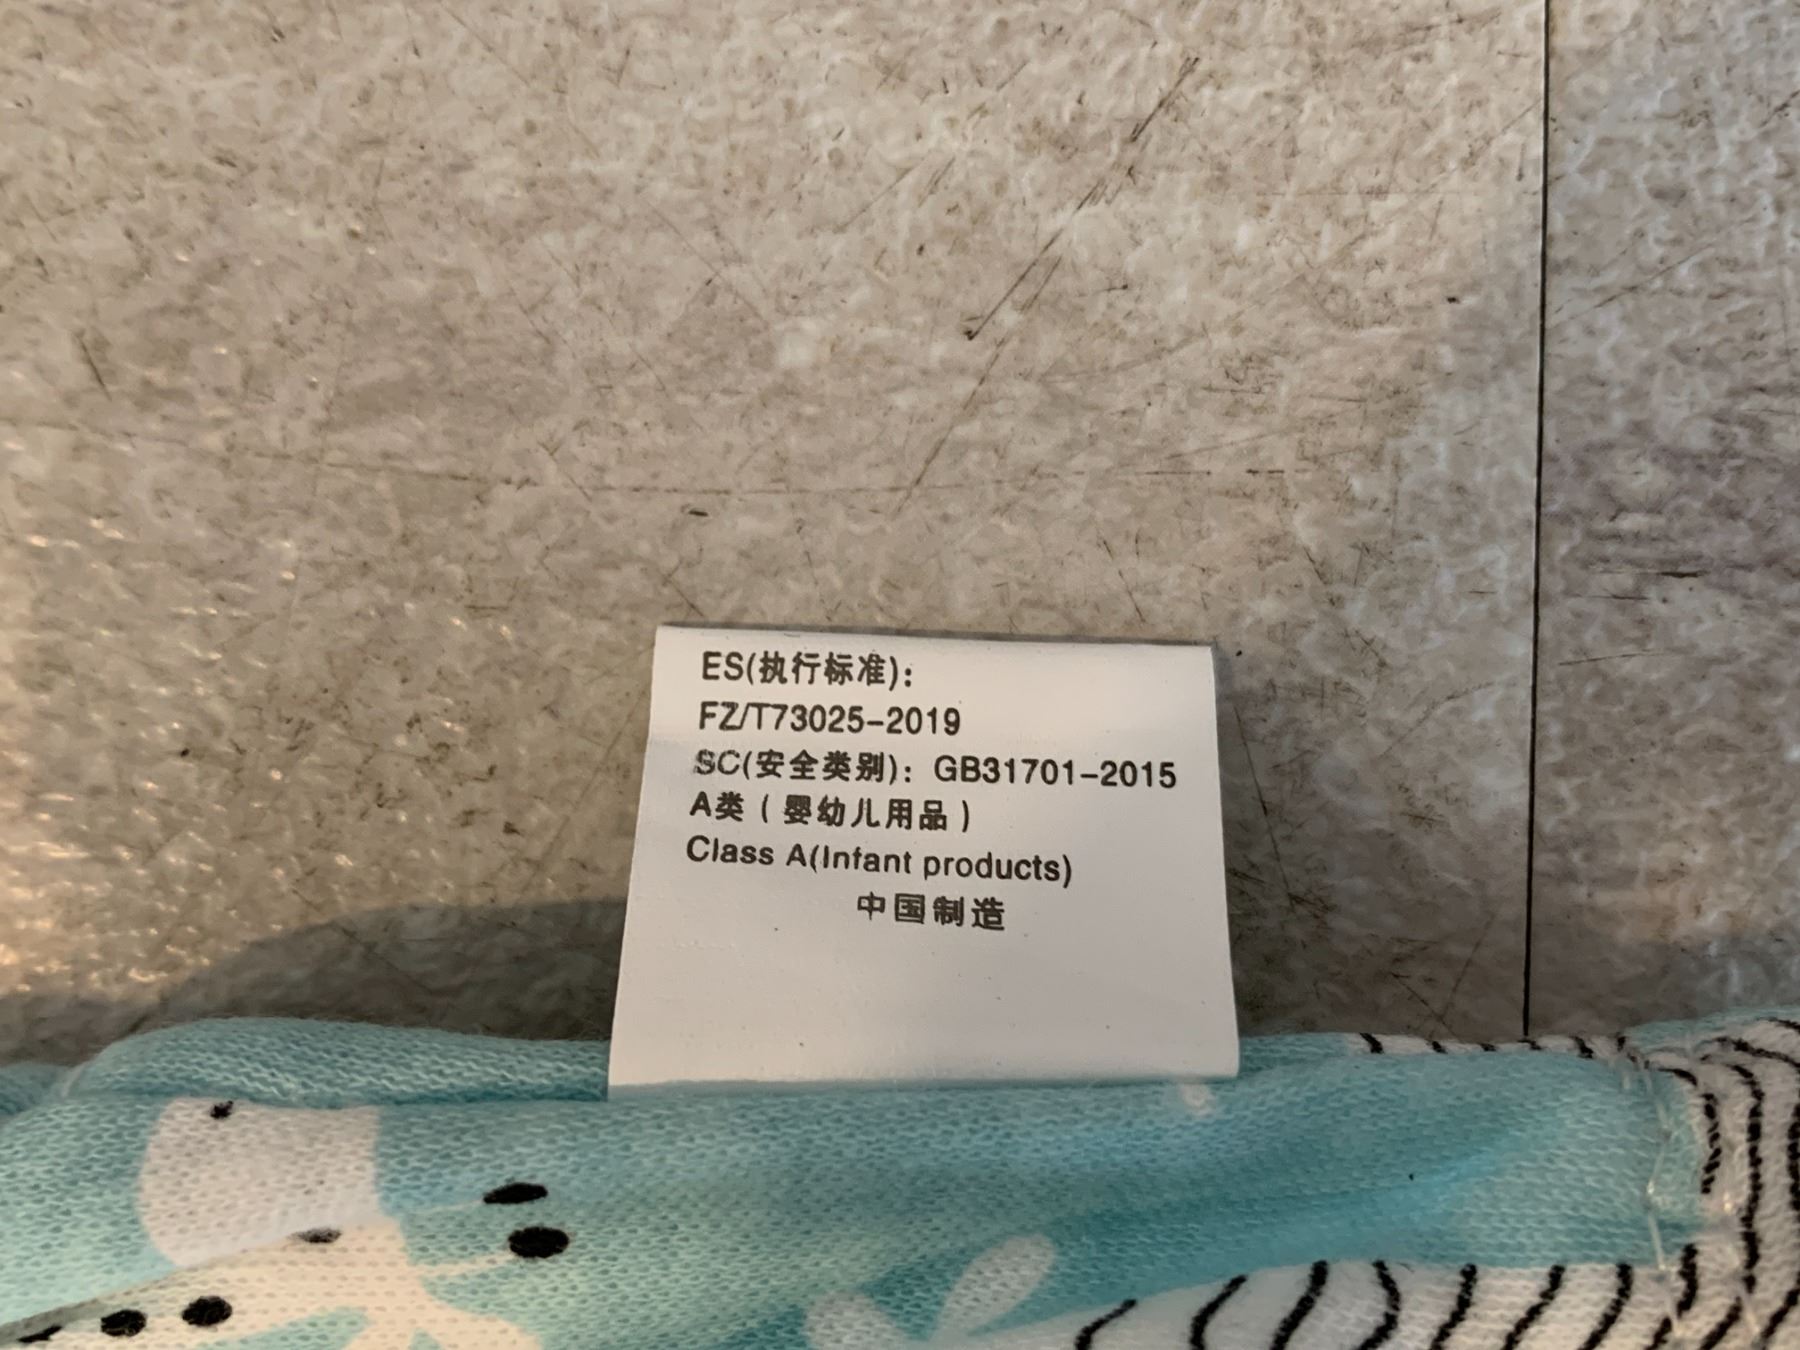 ES(执行标准):
FZ/T73025-2019
SC(安全类别): GB31701-2015
A类 ( 婴幼儿用品 )
Class A(Infant products)
中国制造